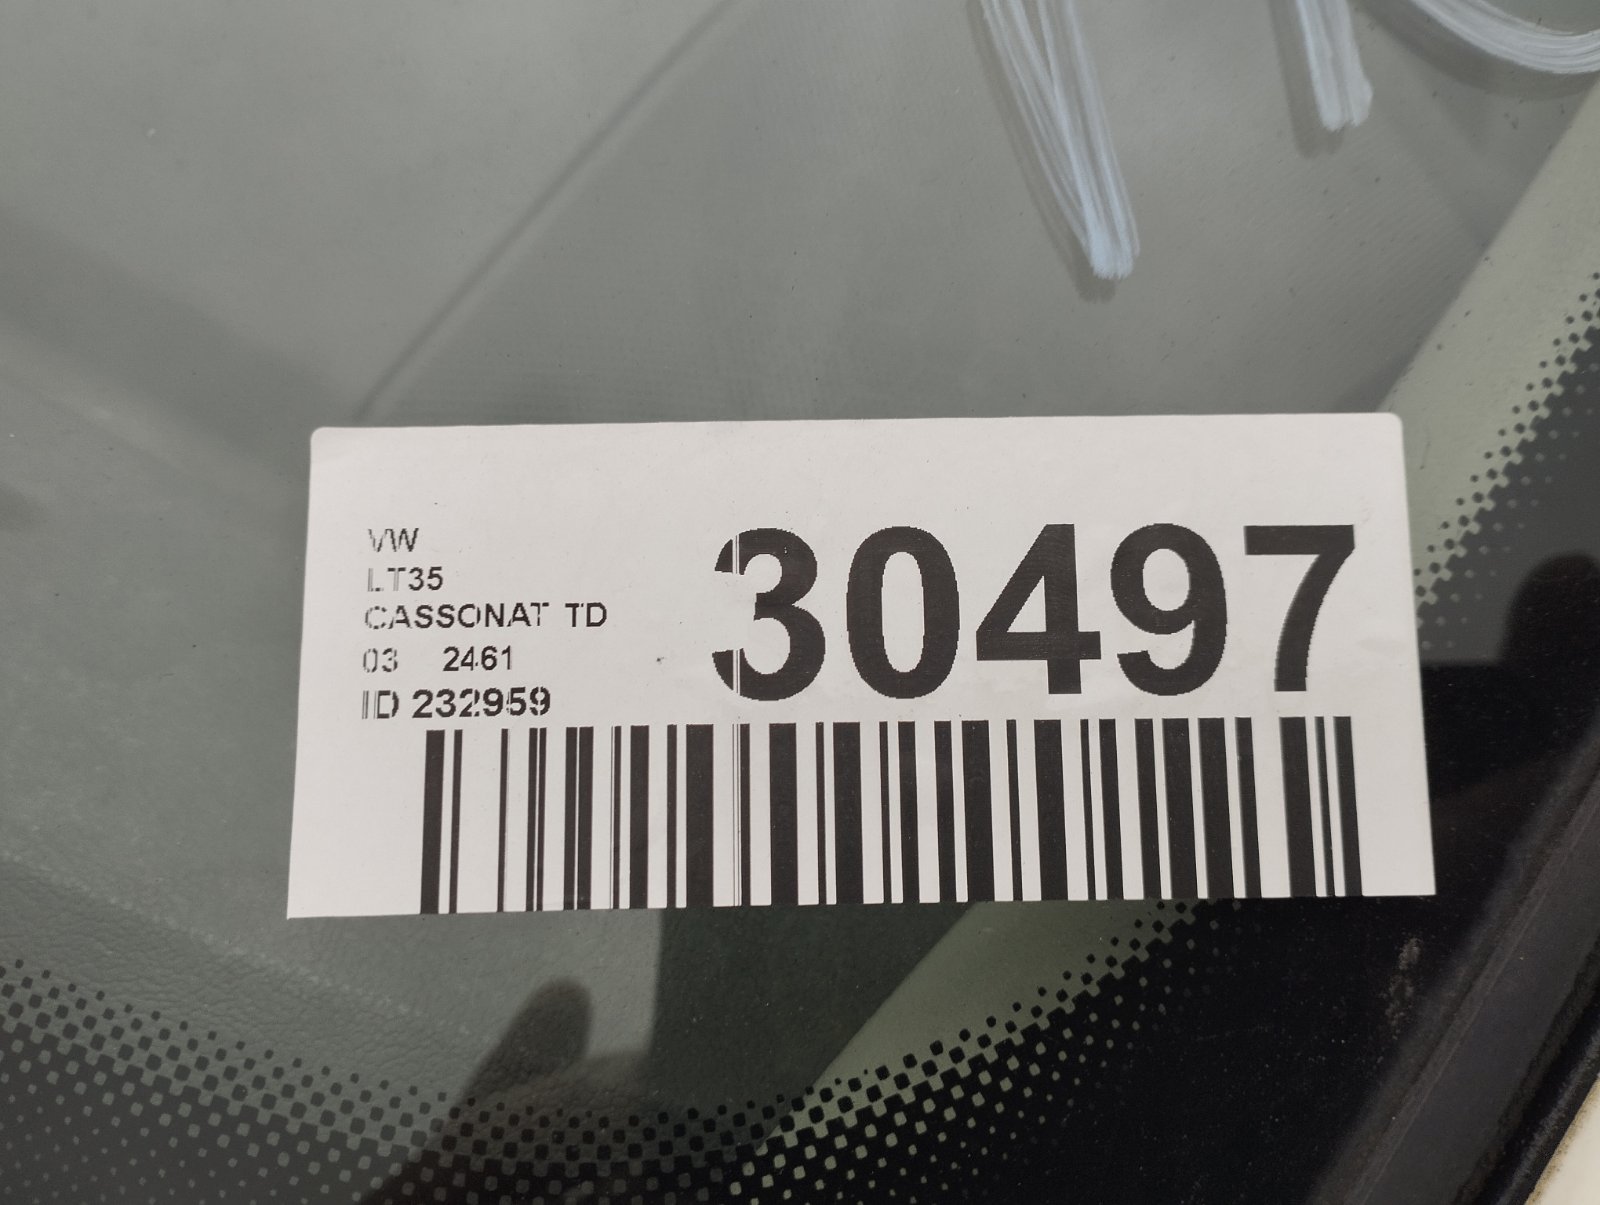 VW
LT35
CASSONAT TD
03 2461
ID 232959
30497